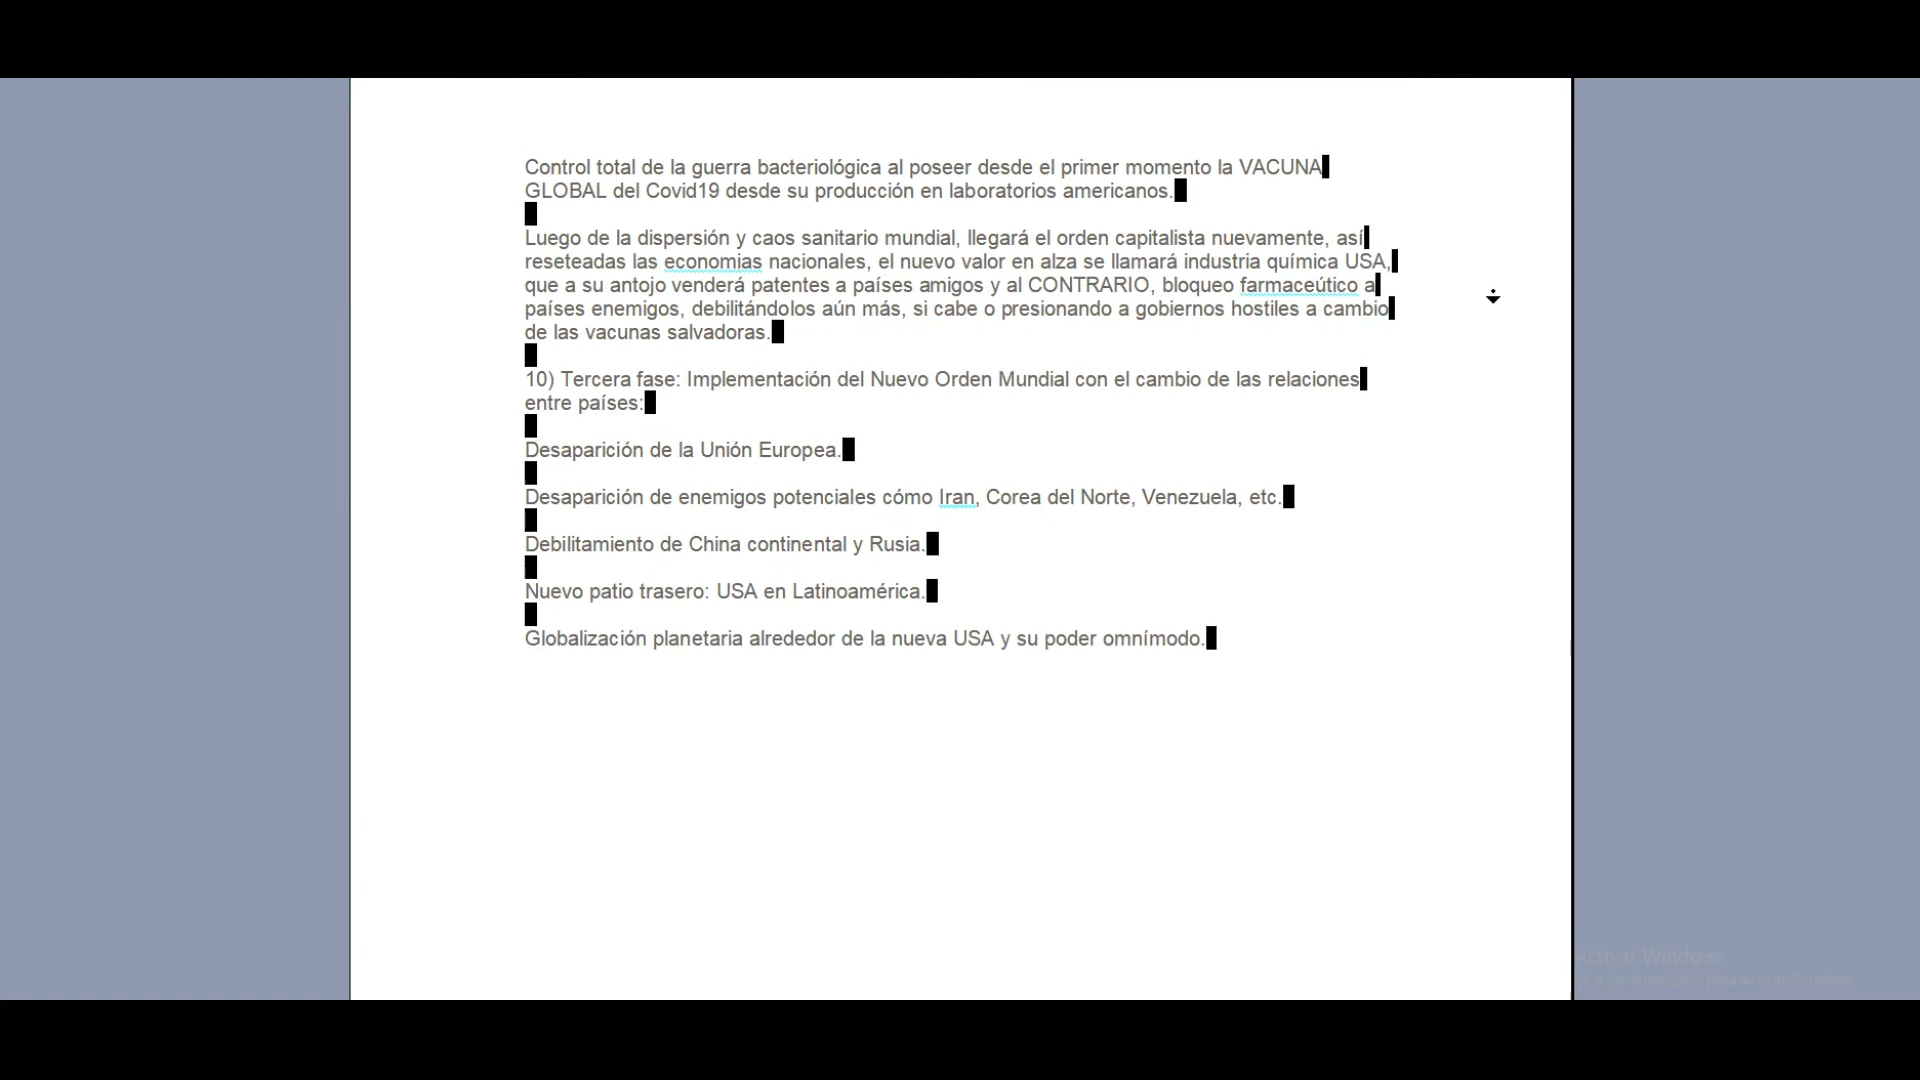 Control total de la guerra bacteriológica al poseer desde el primer momento la VACUNA
GLOBAL del Covid19 desde su producción en laboratorios americanos.
Luego de la dispersión y caos sanitario mundial, llegará el orden capitalista nuevamente, así
reseteadas las economias nacionales, el nuevo valor en alza se llamará industria química USA,
que a su antojo venderá patentes a países amigos y al CONTRARIO, bloqueo farmaceútico a
países enemigos, debilitándolos aún más, si cabe o presionando a gobiernos hostiles a cambio
de las vacunas salvadoras.
10) Tercera fase: Implementación del Nuevo Orden Mundial con el cambio de las relaciones
entre países:
Desaparición de la Unión Europea.
Desaparición de enemigos potenciales cómo Iran, Corea del Norte, Venezuela, etc.
Debilitamiento de China continental y Rusia.
Nuevo patio trasero: USA en Latinoamérica.
Globalización planetaria alrededor de la nueva USA y su poder omnímodo.
Activar Windows